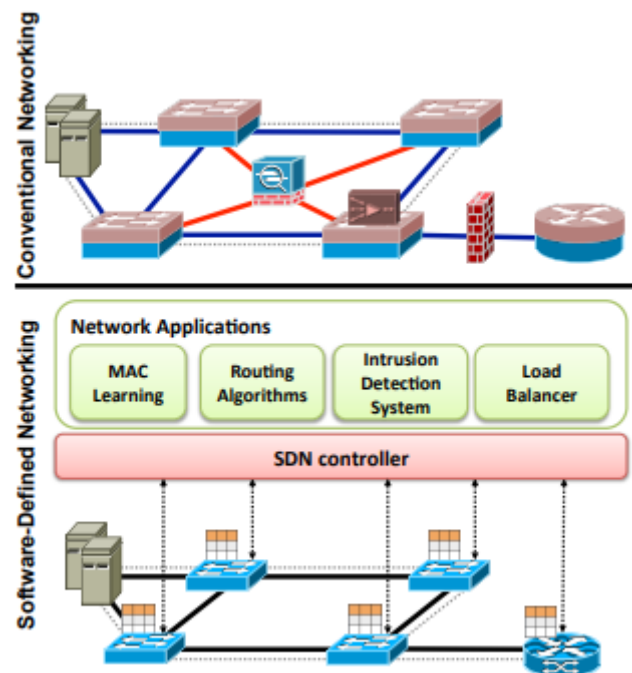 Conventional Networking
Software-Defined Networking
Network Applications
MAC
Learning
Routing
Algorithms
Intrusion
Detection
System
Load
Balancer
SDN controller